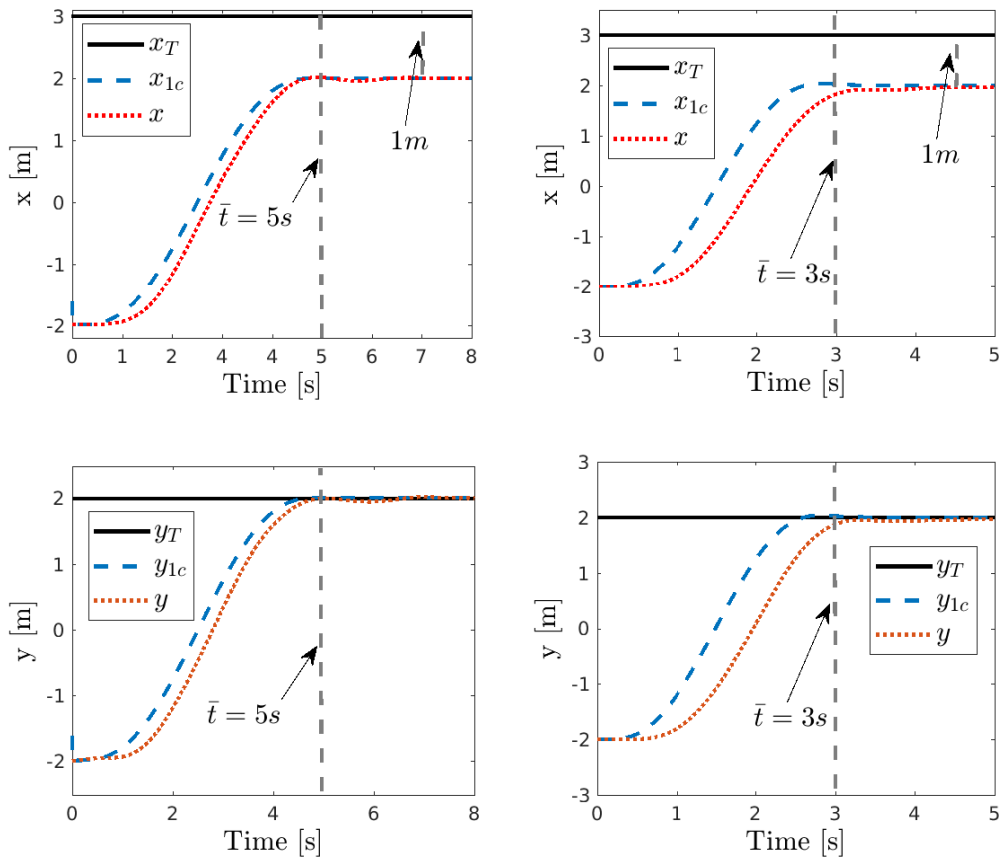 3
2
1
0
-1
-2
x [m]
x_T
x_{1c}
x
1m
t̄ = 5s
0 1 2 4 5 6 7 8
Time [s]
3
3
2
1
0
-1
-2
-3
x [m]
x_T
x_{1c}
x
1m
t̄ = 3s
0 1 2 3 4 5
Time [s]
2
1
0
-1
-2
y [m]
y_T
y_{1c}
y
t̄ = 5s
0 2 4 6 8
Time [s]
3
2
1
0
-1
-2
-3
y [m]
y_T
y_{1c}
y
t̄ = 3s
0 1 2 3 4 5
Time [s]